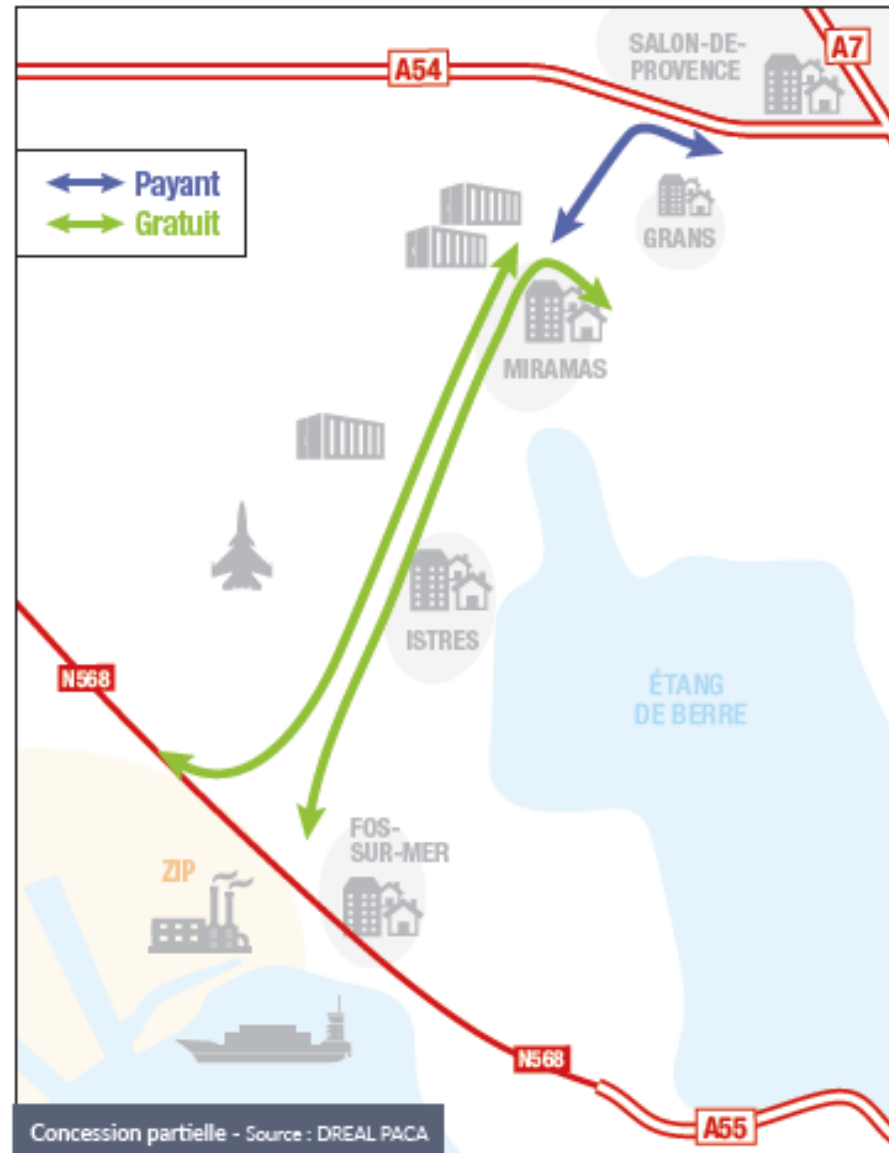 SALON-DE-
PROVENCE
A7
A54
Payant
Gratuit
GRANS
MIRAMAS
ISTRES
N568
ÉTANG
DE BERRE
FOS-
SUR-MER
ZIP
N568
A55
Concession partielle - Source : DREAL PACA